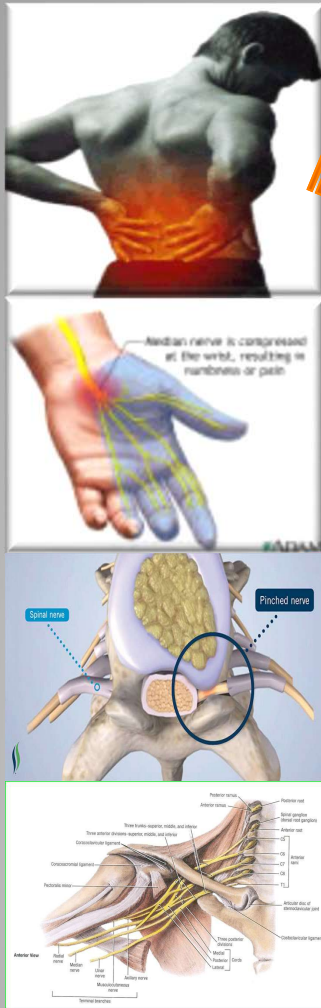 Median nerve is compressed
at the wrist, resulting in
numbness or pain
ADAM
Spinal nerve
Pinched nerve
Posterior ramus
Anterior ramus
Posterior root
Spinal ganglion
(dorsal root ganglion)
Three trunks-superior, middle, and inferior
Three anterior divisions-superior, middle, and inferior
Anterior root
Coracoclavicular ligament
C5
C6
C7
C8
T1
Anterior
rami
Coracoacromial ligament
Pectoralis minor
Articular disc of
sternoclavicular joint
Costoclavicular ligament
Three posterior
divisions
Medial
Posterior
Lateral
Cords
Anterior View
Radial
nerve
Median
nerve
Ulnar
nerve
Axillary nerve
Musculocutaneous
nerve
Terminal branches